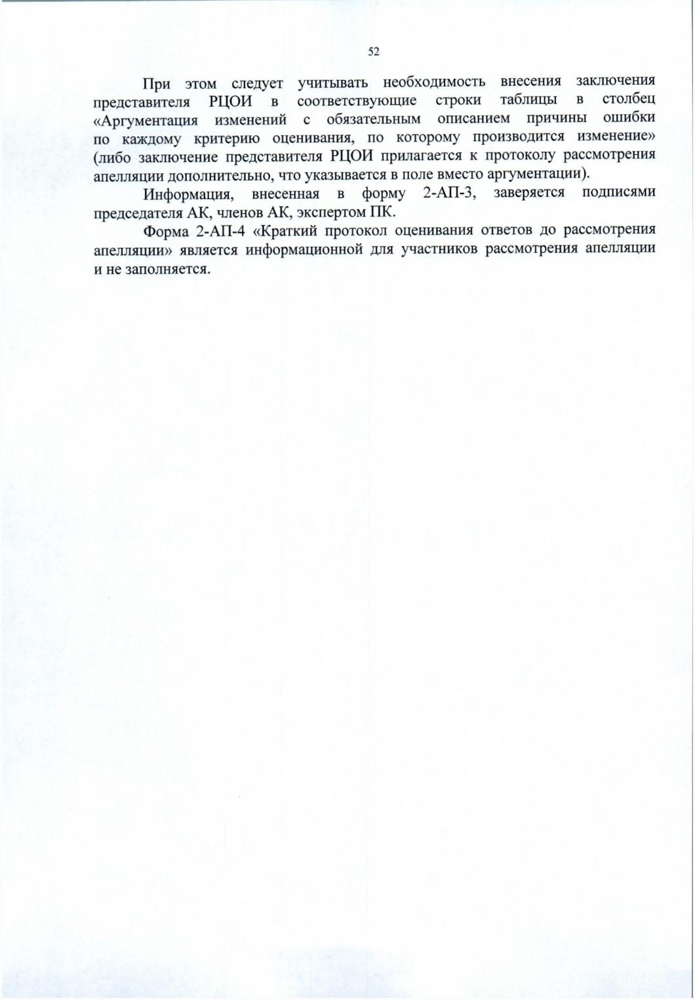 52
При этом следует учитывать необходимость внесения заключения
представителя РЦОИ в соответствующие строки таблицы в столбец
«Аргументация изменений с обязательным описанием причины ошибки
по каждому критерию оценивания, по которому производится изменение»
(либо заключение представителя РЦОИ прилагается к протоколу рассмотрения
апелляции дополнительно, что указывается в поле вместо аргументации).
Информация, внесенная в форму 2-АП-3, заверяется подписями
председателя АК, членов АК, экспертом ПК.
Форма 2-АП-4 «Краткий протокол оценивания ответов до рассмотрения
апелляции» является информационной для участников рассмотрения апелляции
и не заполняется.